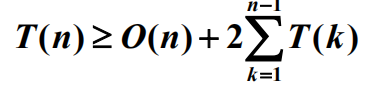 T(n) ≥ O(n) + 2∑_{k=1}^{n-1} T(k)